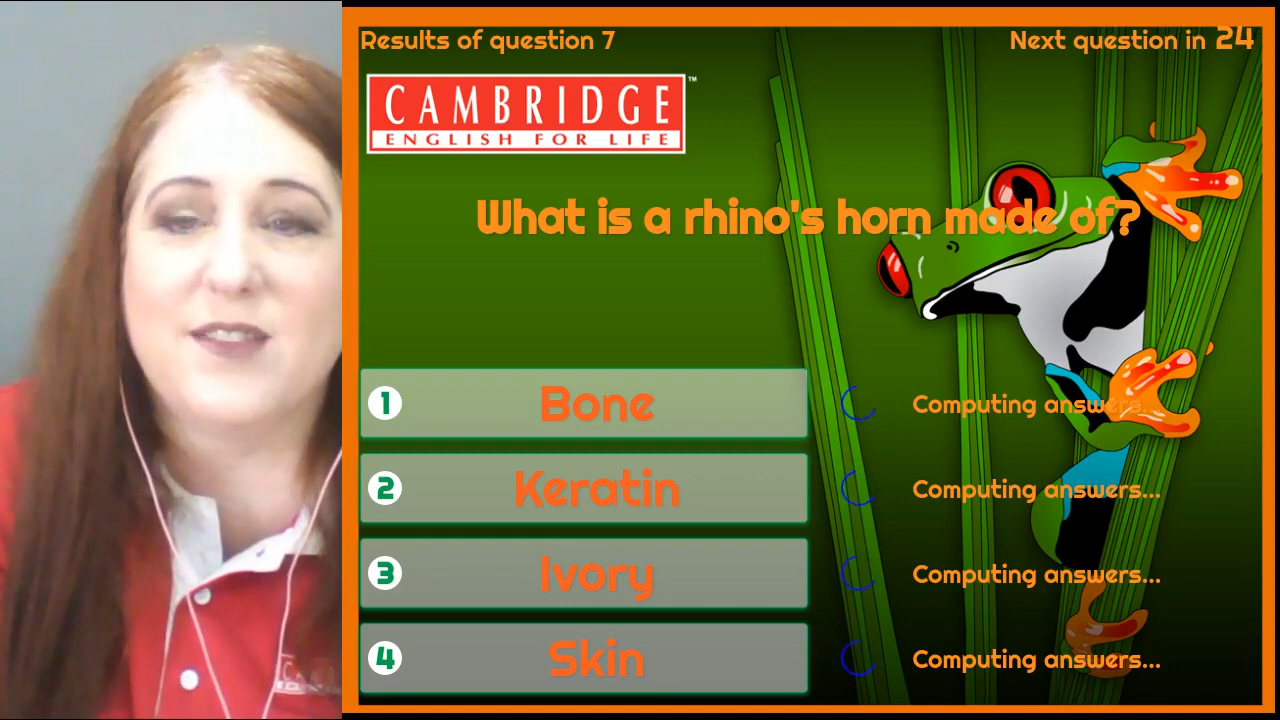 Results of question 7
Next question in 24
CAMBRIDGE™
ENGLISH FOR LIFE
What is a rhino's horn made of?
1 Bone
Computing answers...
2 Keratin
Computing answers...
3 Ivory
Computing answers...
4 Skin
Computing answers...